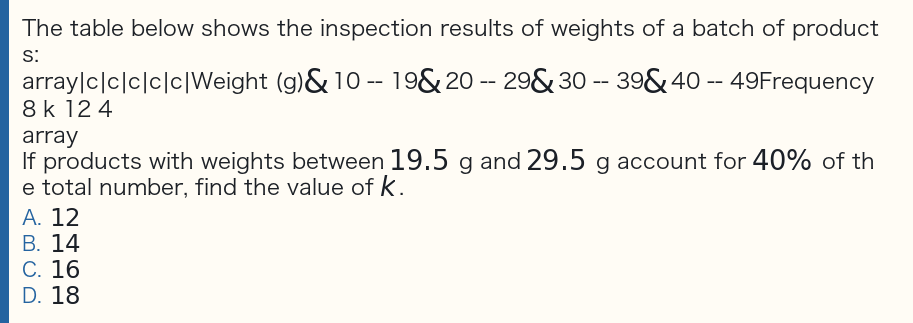 The table below shows the inspection results of weights of a batch of product
s:
array|c|c|c|c|c|Weight (g)& 10 -- 19& 20 -- 29& 30 -- 39& 40 -- 49Frequency
8 k 12 4
array
If products with weights between 19.5 g and 29.5 g account for 40% of th
e total number, find the value of k.
A. 12
B. 14
C. 16
D. 18